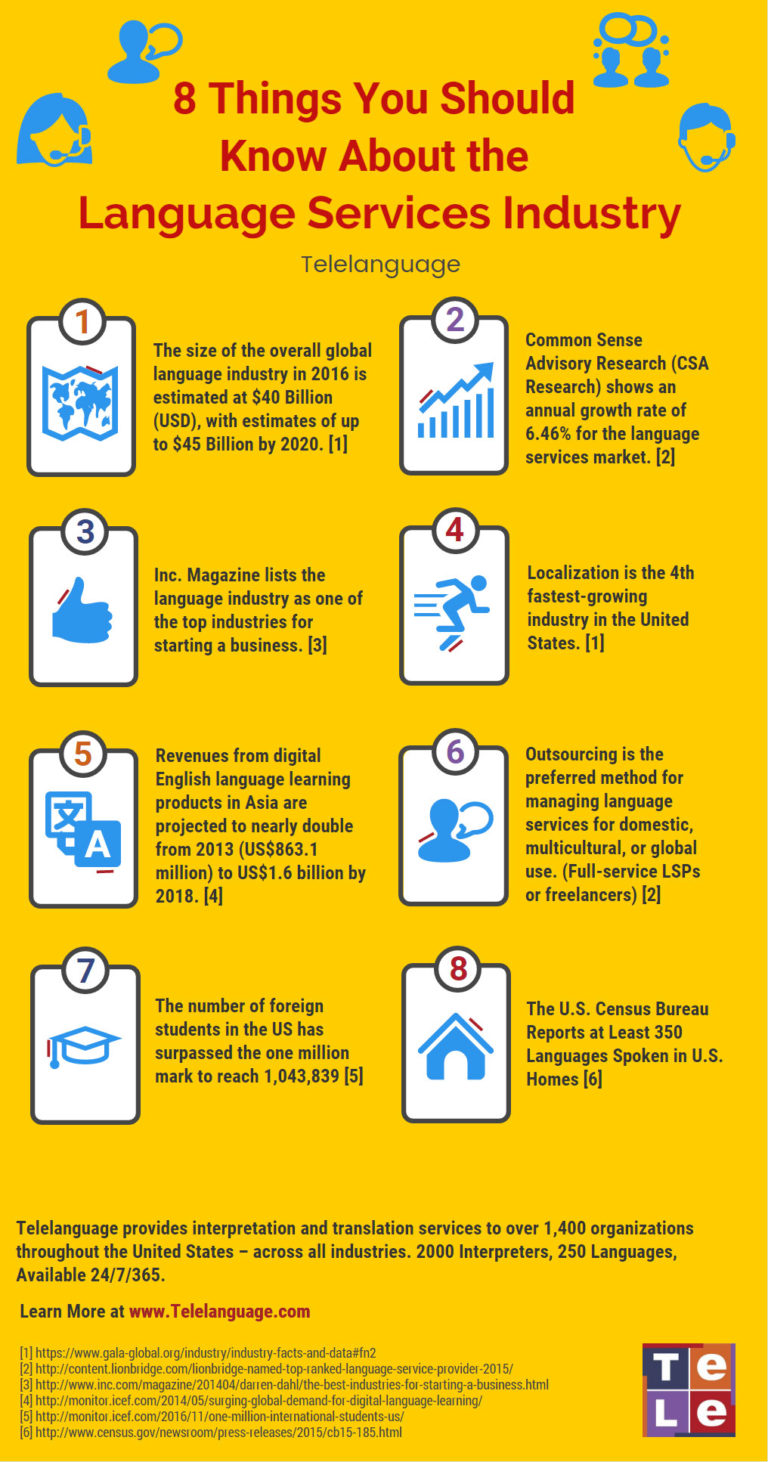 8 Things You Should
Know About the
Language Services Industry
Telelanguage
1
The size of the overall global
language industry in 2016 is
estimated at $40 Billion
(USD), with estimates of up
to $45 Billion by 2020. [1]
2
Common Sense
Advisory Research (CSA
Research) shows an
annual growth rate of
6.46% for the language
services market. [2]
3
Inc. Magazine lists the
language industry as one of
the top industries for
starting a business. [3]
4
Localization is the 4th
fastest-growing
industry in the United
States. [1]
5
文
A
Revenues from digital
English language learning
products in Asia are
projected to nearly double
from 2013 (US$863.1
million) to US$1.6 billion by
2018. [4]
6
Outsourcing is the
preferred method for
managing language
services for domestic,
multicultural, or global
use. (Full-service LSPs
or freelancers) [2]
7
The number of foreign
students in the US has
surpassed the one million
mark to reach 1,043,839 [5]
8
The U.S. Census Bureau
Reports at Least 350
Languages Spoken in U.S.
Homes [6]
Telelanguage provides interpretation and translation services to over 1,400 organizations
throughout the United States – across all industries. 2000 Interpreters, 250 Languages,
Available 24/7/365.
Learn More at www.Telelanguage.com
[1] https://www.gala-global.org/industry/industry-facts-and-data#fn2
[2] http://content.lionbridge.com/lionbridge-named-top-ranked-language-service-provider-2015/
[3] http://www.inc.com/magazine/201404/darren-dahl/the-best-industries-for-starting-a-business.html
[4] http://monitor.icef.com/2014/05/surging-global-demand-for-digital-language-learning/
[5] http://monitor.icef.com/2016/11/one-million-international-students-us/
[6] http://www.census.gov/newsroom/press-releases/2015/cb15-185.html
Te
Le